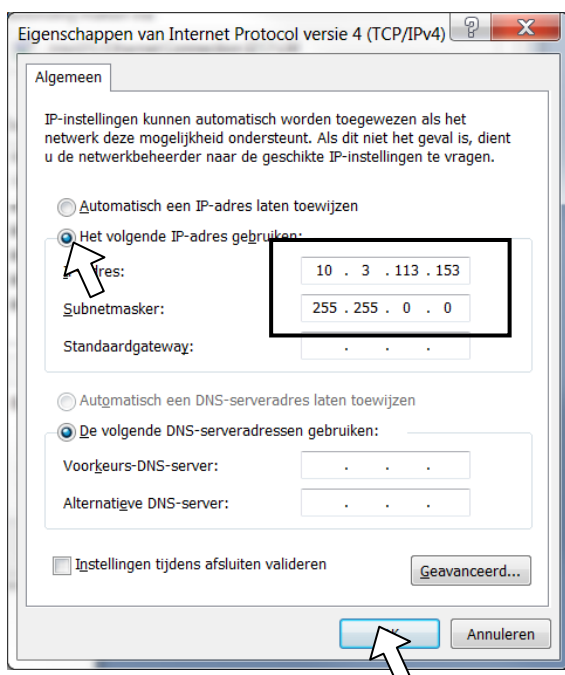 Eigenschappen van Internet Protocol versie 4 (TCP/IPv4)
Algemeen
IP-instellingen kunnen automatisch worden toegewezen als het
netwerk deze mogelijkheid ondersteunt. Als dit niet het geval is, dient
u de netwerkbeheerder naar de geschikte IP-instellingen te vragen.
Automatisch een IP-adres laten toewijzen
Het volgende IP-adres gebruiken:
10 . 3 . 113 . 153
Subnetmasker: 255 . 255 . 0 . 0
Standaardgateway: . . .
Automatisch een DNS-serveradres laten toewijzen
De volgende DNS-serveradressen gebruiken:
Voorkeurs-DNS-server: . . .
Alternatieve DNS-server: . . .
Instellingen tijdens afsluiten valideren
Geavanceerd...
Annuleren